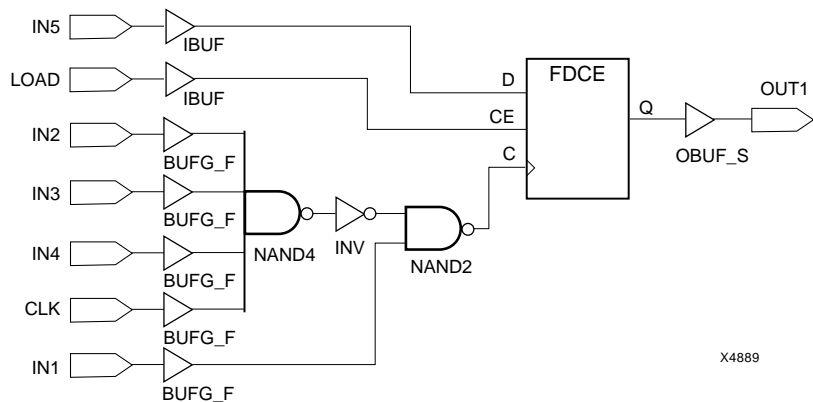 IN5
IBUF
LOAD
IBUF
D
FDCE
CE
Q
OUT1
OBUF_S
C
IN2
BUFG_F
IN3
BUFG_F
NAND4
INV
NAND2
IN4
BUFG_F
CLK
BUFG_F
IN1
BUFG_F
X4889